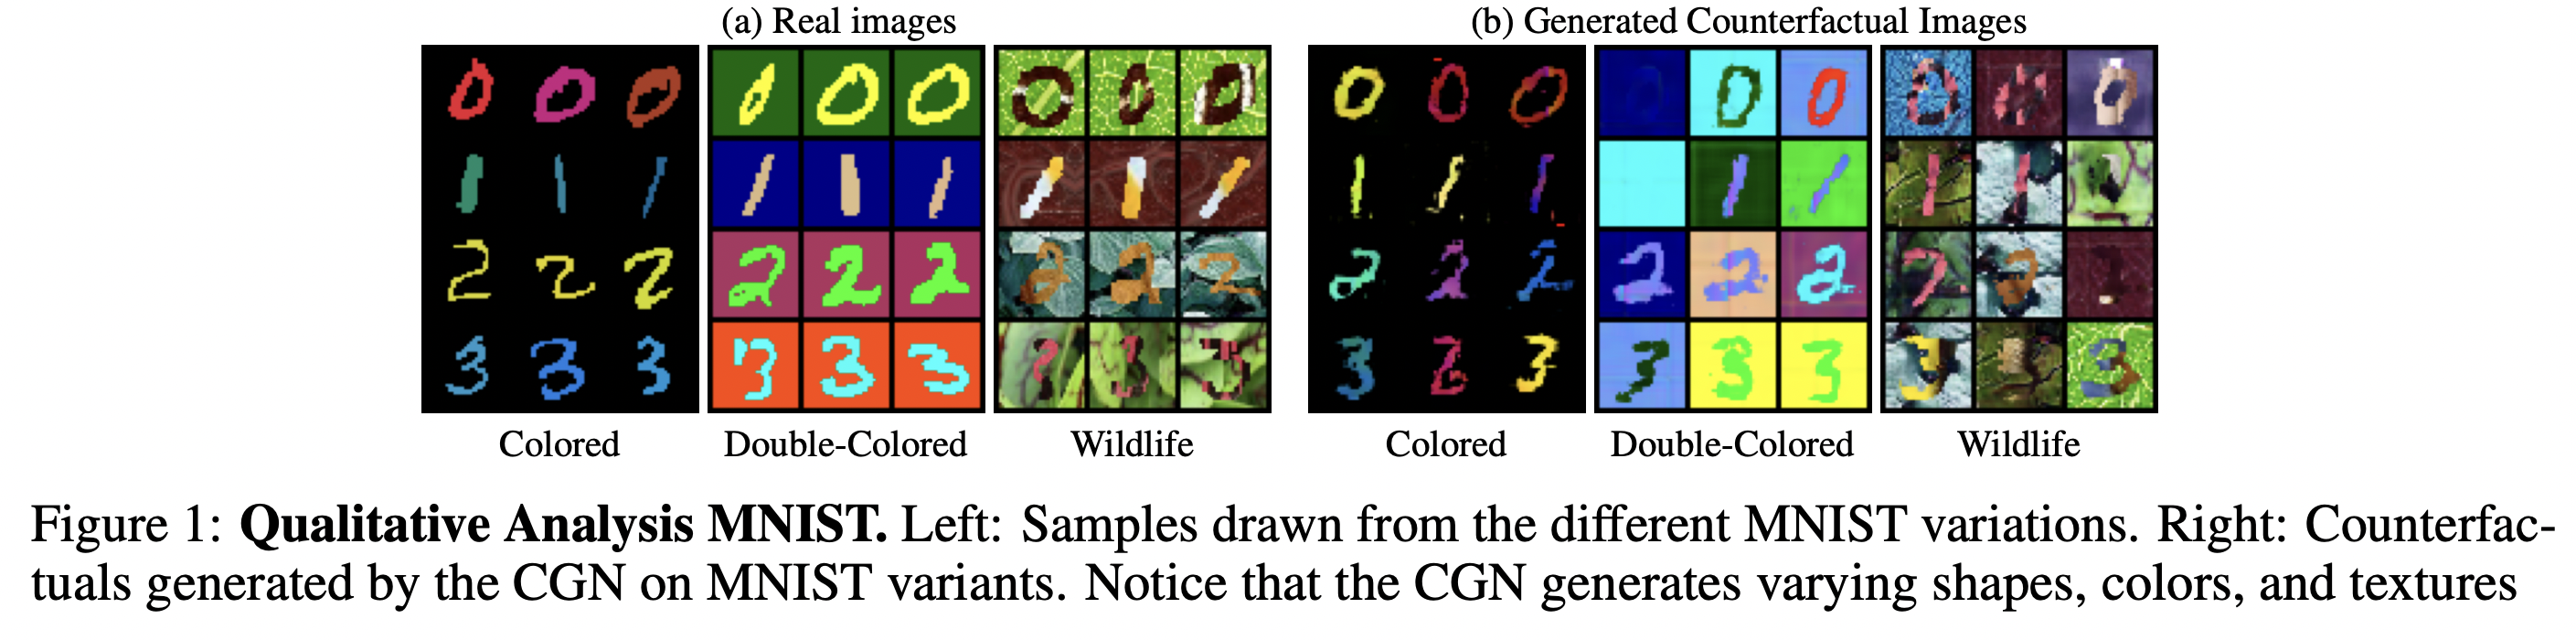 (a) Real images
(b) Generated Counterfactual Images
Colored
Double-Colored
Wildlife
Colored
Double-Colored
Wildlife
Figure 1: Qualitative Analysis MNIST. Left: Samples drawn from the different MNIST variations. Right: Counterfac-
tuals generated by the CGN on MNIST variants. Notice that the CGN generates varying shapes, colors, and textures